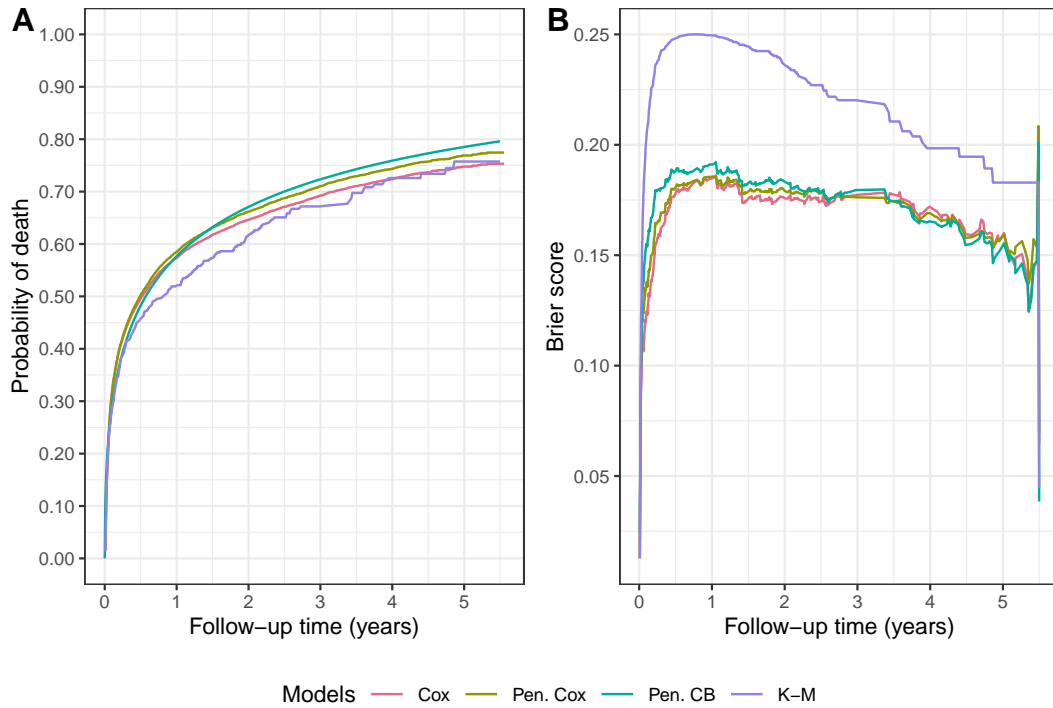 A
1.00
0.90
0.80
0.70
0.60
0.50
0.40
0.30
0.20
0.10
0.00
Probability of death
0 1 2 3 4 5
Follow−up time (years)
B
0.25
0.20
0.15
0.10
0.05
Brier score
0 1 2 3 4 5
Follow−up time (years)
Models Cox Pen. Cox Pen. CB K−M